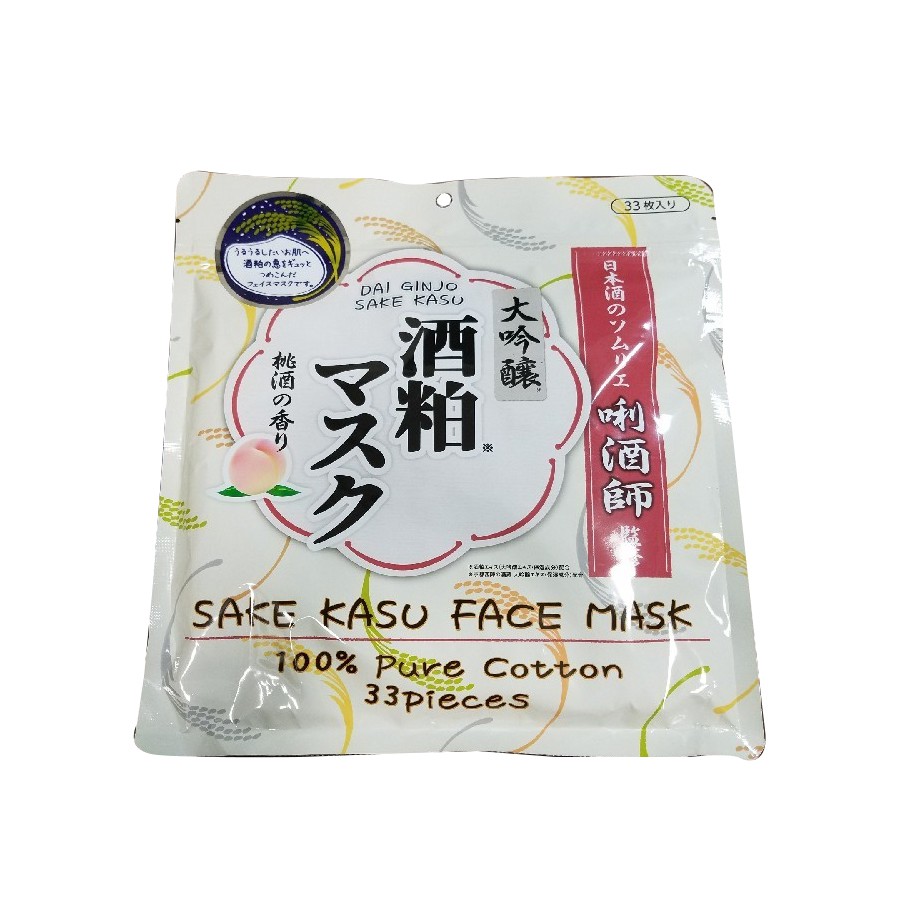 33枚入り
うるうるしたいお肌へ
酒粕の恵をギュッと
つめこんだ
フェイスマスクです。
DAI GINJO
SAKE KASU
大吟醸※
酒粕※
マスク
桃酒の香り
日本酒のソムリエ
唎酒師
SAKE KASU FACE MASK
100% Pure Cotton
33Pieces